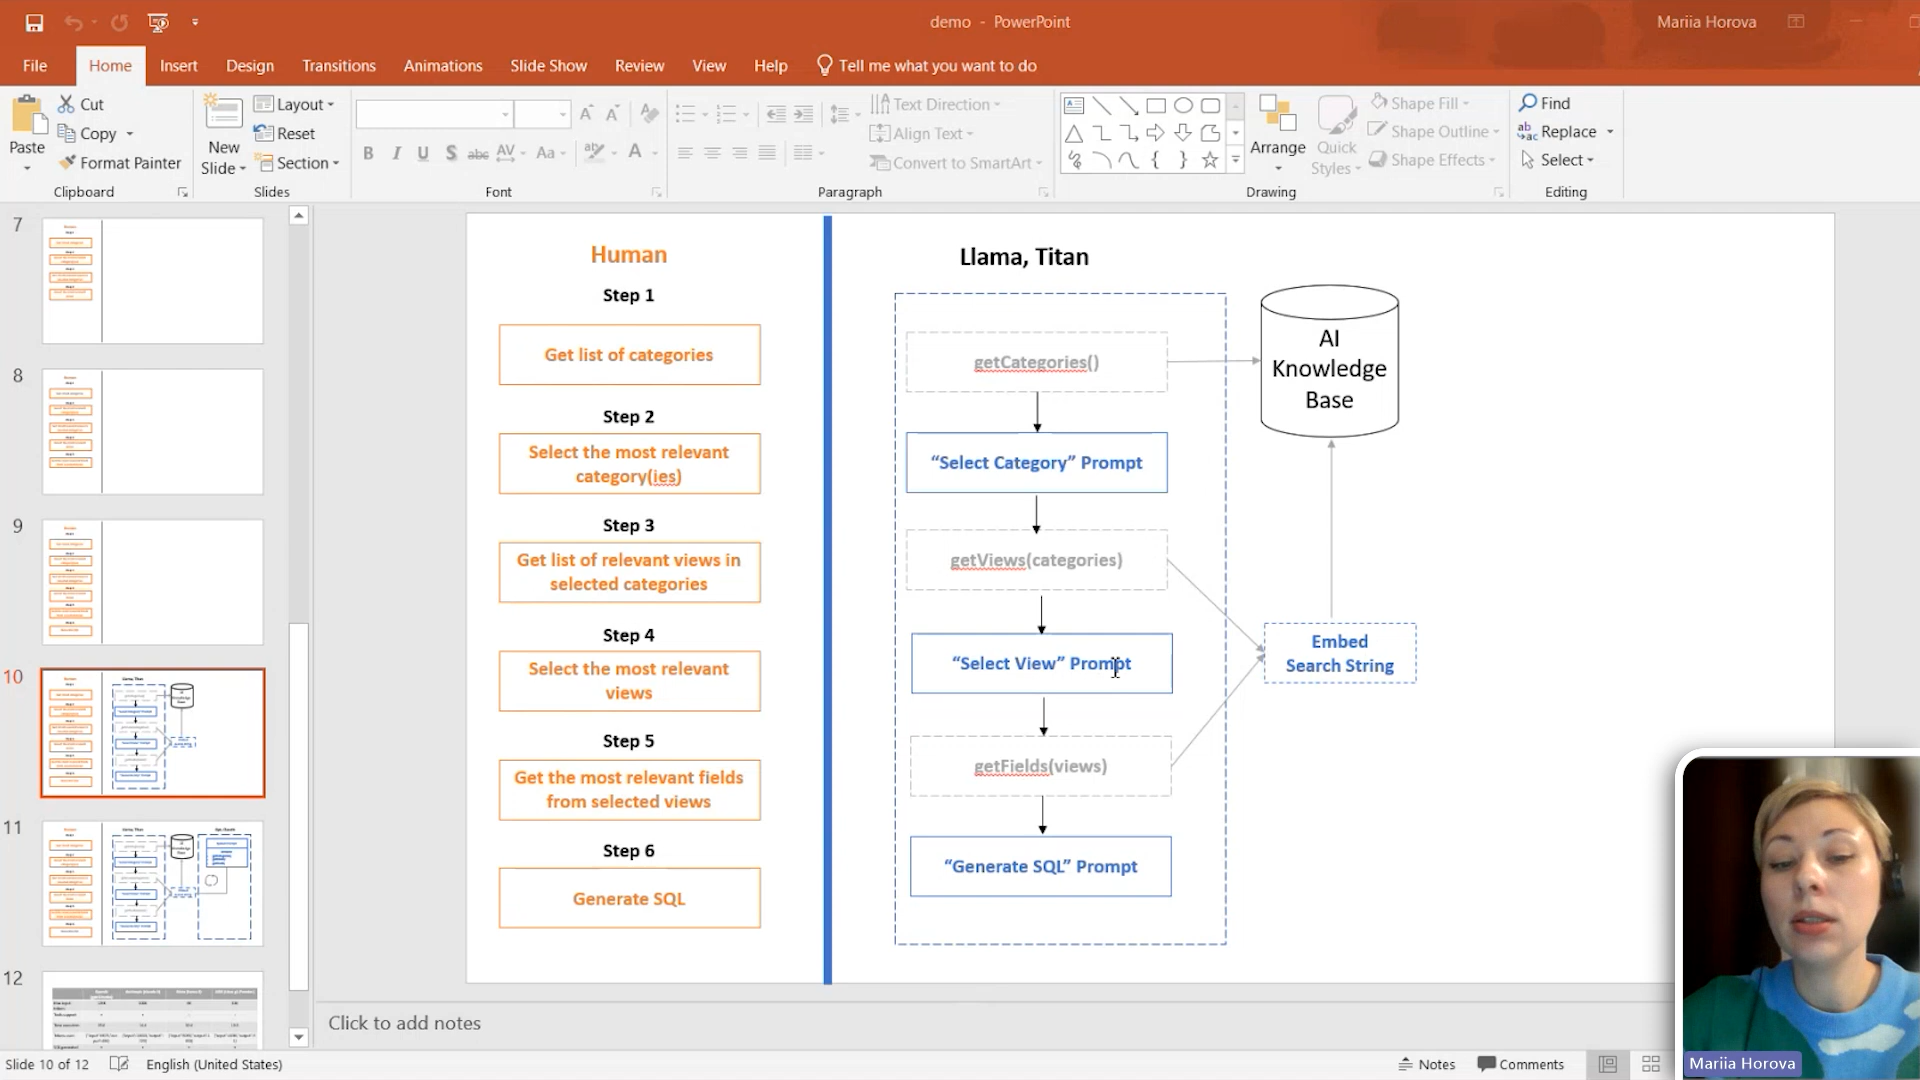 demo - PowerPoint
Mariia Horova
File
Home
Insert
Design
Transitions
Animations
Slide Show
Review
View
Help
Tell me what you want to do
Paste
Cut
Copy
Format Painter
Clipboard
New
Slide
Layout
Reset
Section
Slides
B
I
U
S
abc
AV
Aa
A
Font
Text Direction
Align Text
Convert to SmartArt
Paragraph
Arrange
Quick
Styles
Shape Fill
Shape Outline
Shape Effects
Drawing
Find
Replace
Select
Editing
7
8
9
10
11
12
Human
Step 1
Get list of categories
Step 2
Select the most relevant
category(ies)
Step 3
Get list of relevant views in
selected categories
Step 4
Select the most relevant
views
Step 5
Get the most relevant fields
from selected views
Step 6
Generate SQL
Llama, Titan
getCategories()
“Select Category” Prompt
getViews(categories)
“Select View” Prompt
getFields(views)
“Generate SQL” Prompt
AI
Knowledge
Base
Embed
Search String
Click to add notes
Slide 10 of 12
English (United States)
Notes
Comments
Mariia Horova